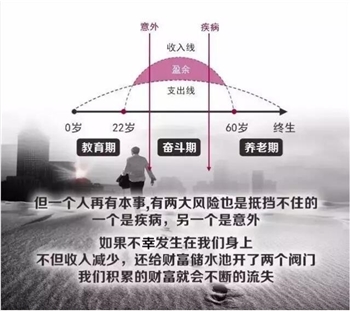 意外
疾病
收入线
盈余
支出线
0岁
22岁
60岁
终生
教育期
奋斗期
养老期
但一个人再有本事,有两大风险也是抵挡不住的
一个是疾病，另一个是意外
如果不幸发生在我们身上
不但收入减少，还给财富储水池开了两个阀门
我们积累的财富就会不断的流失